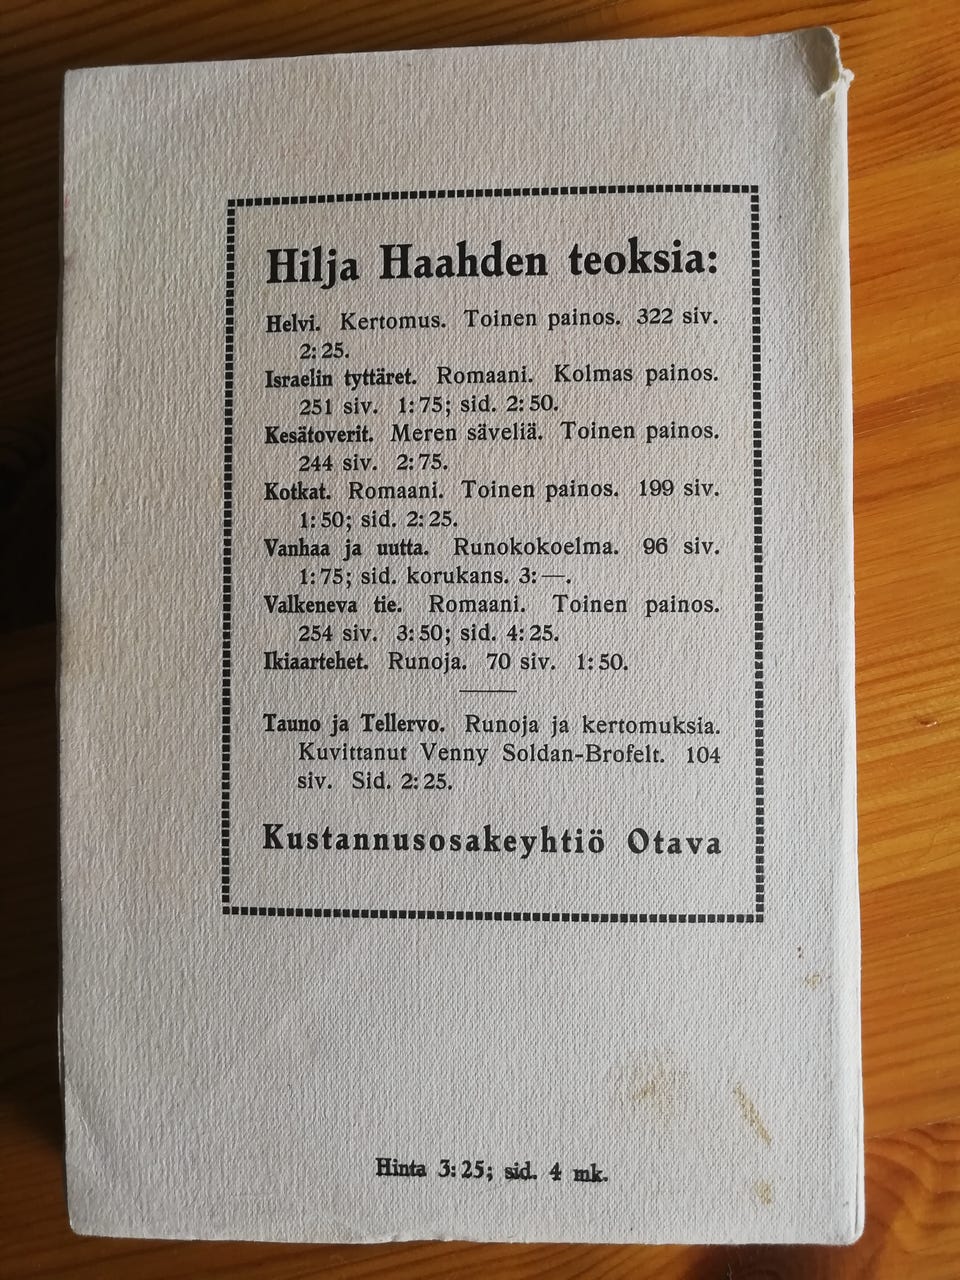 Hilja Haahden teoksia:
Helvi. Kertomus. Toinen painos. 322 siv.
2:25.
Israelin tyttäret. Romaani. Kolmas painos.
251 siv. 1:75; sid. 2:50.
Kesätoverit. Meren säveliä. Toinen painos.
244 siv. 2:75.
Kotkat. Romaani. Toinen painos. 199 siv.
1:50; sid. 2:25.
Vanhaa ja uutta. Runokokoelma. 96 siv.
1:75; sid. korukans. 3:—.
Valkeneva tie. Romaani. Toinen painos.
254 siv. 3:50; sid. 4:25.
Ikiaartehet. Runoja. 70 siv. 1:50.
Tauno ja Tellervo. Runoja ja kertomuksia.
Kuvittanut Venny Soldan-Brofelt. 104
siv. Sid. 2:25.
Kustannusosakeyhtiö Otava
Hinta 3:25; sid. 4 mk.